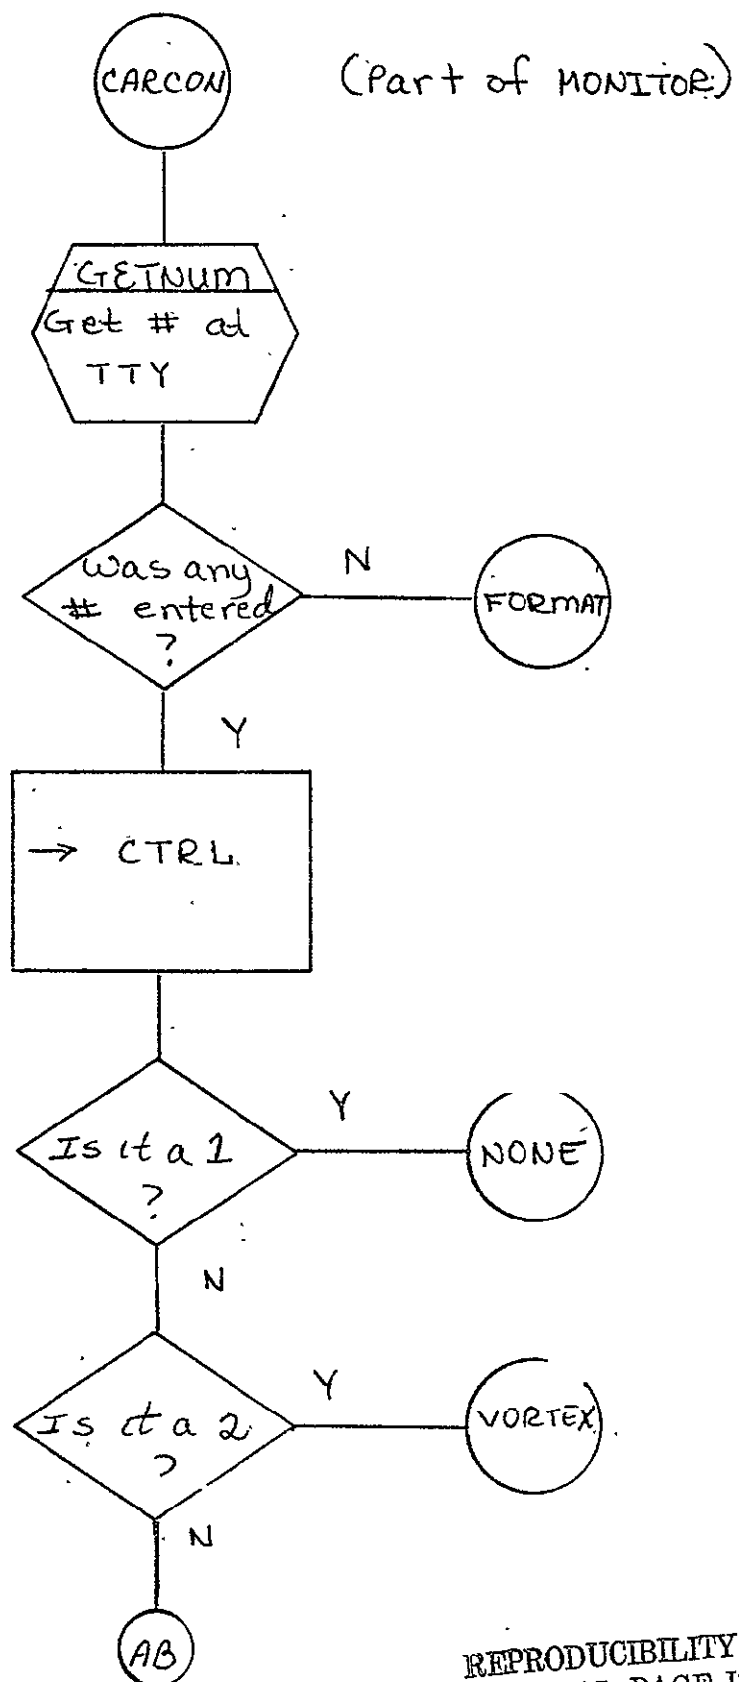 CARCON
(Part of MONITOR)
GETNUM
Get # at
TTY
Was any
# entered
?
N
FORMAT
Y
→ CTRL
Is it a 1
?
Y
NONE
N
Is it a 2
?
Y
VORTEX
N
AB
REPRODUCIBILITY